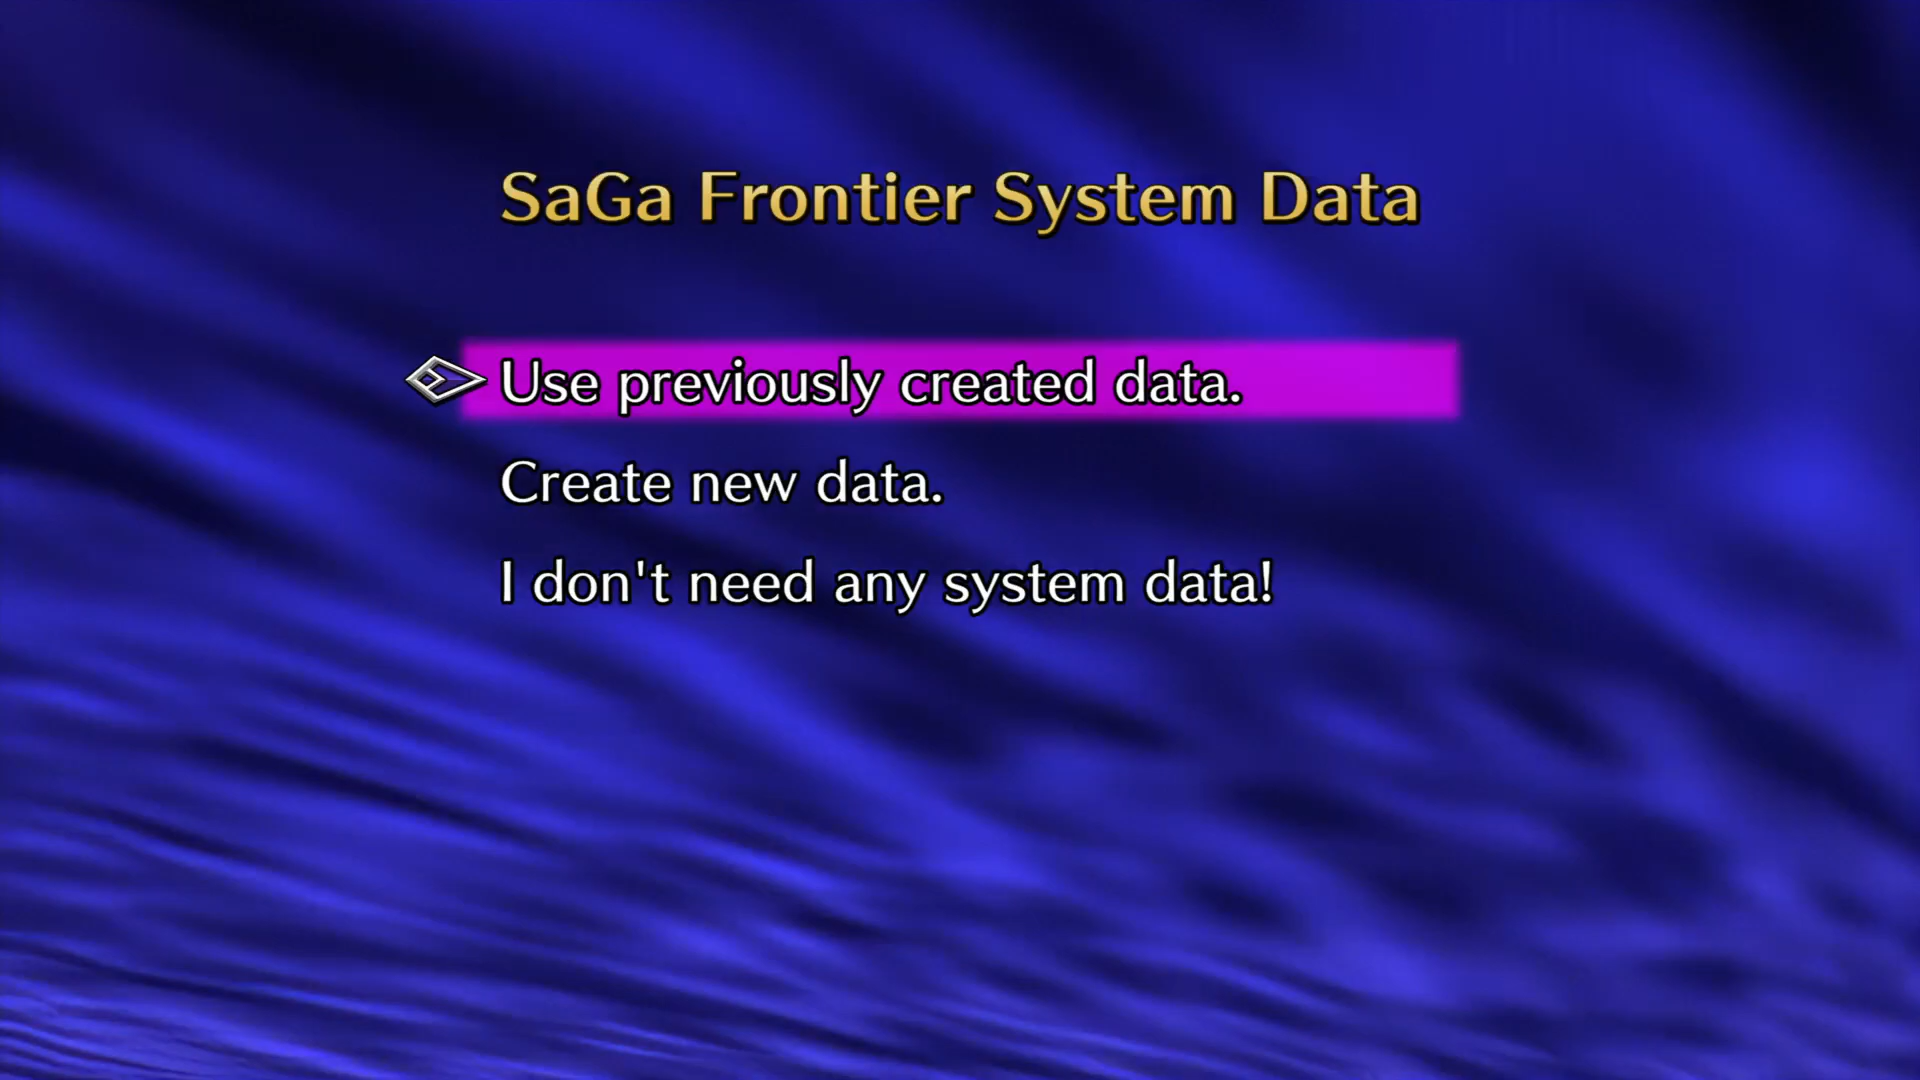 SaGa Frontier System Data
Use previously created data.
Create new data.
I don't need any system data!